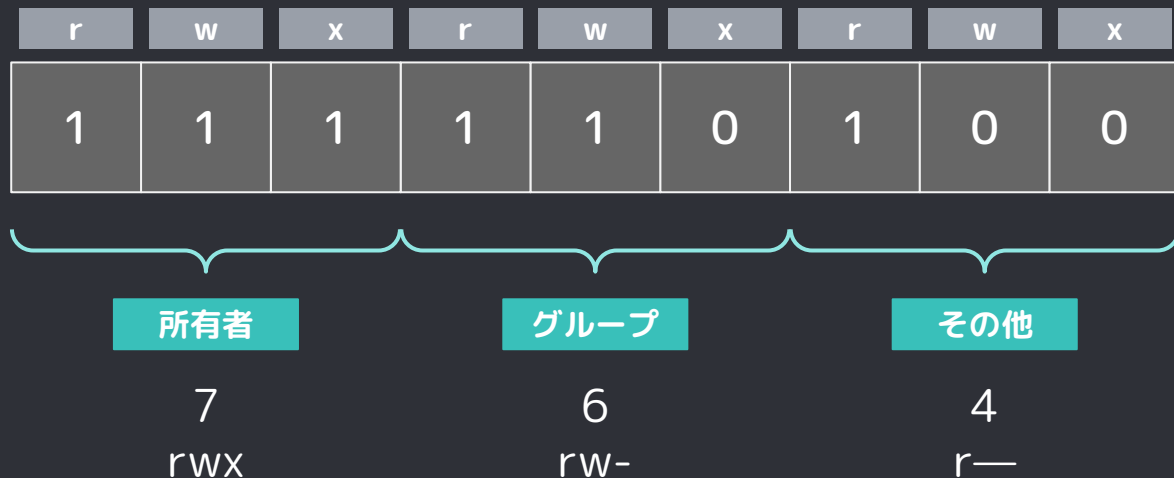 r w x r w x r w x
1 1 1 1 1 0 1 0 0
所有者 グループ その他
7 6 4
rwx rw- r—